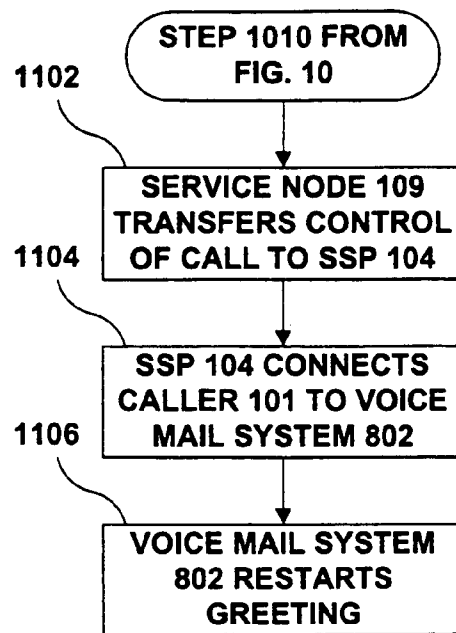 STEP 1010 FROM
FIG. 10
1102
SERVICE NODE 109
TRANSFERS CONTROL
OF CALL TO SSP 104
1104
SSP 104 CONNECTS
CALLER 101 TO VOICE
MAIL SYSTEM 802
1106
VOICE MAIL SYSTEM
802 RESTARTS
GREETING